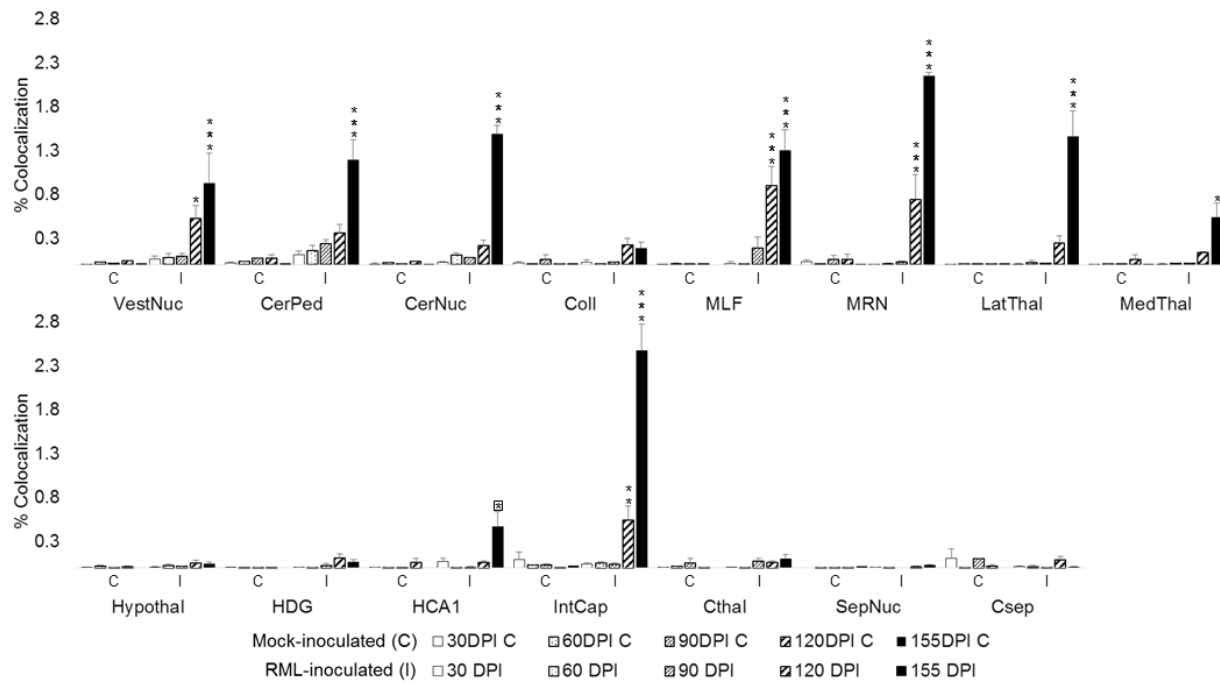 2.8
2.3
1.8
1.3
0.8
0.3
% Colocalization
* * *
* * * *
* * *
* * *
* * * * * *
* * * * * *
* * *
*
C I C I C I C I C I C I C I C I
VestNuc CerPed CerNuc Coll MLF MRN LatThal MedThal
2.8
2.3
1.8
1.3
0.8
0.3
% Colocalization
*
* * * * *
C I C I C I C I C I C I C I
Hypothal HDG HCA1 IntCap Cthal SepNuc Csep
Mock-inoculated (C) 30DPI C 60DPI C 90DPI C 120DPI C 155DPI C
RML-inoculated (I) 30 DPI 60 DPI 90 DPI 120 DPI 155 DPI